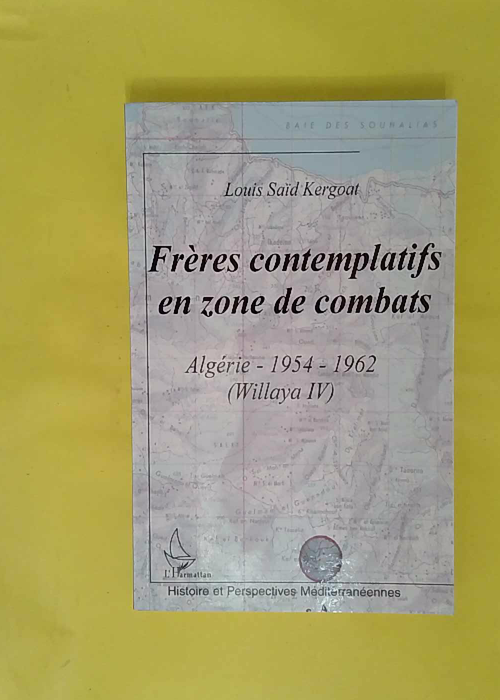 BAIE DES SOUHALIAS
Louis Saïd Kergoat
Frères contemplatifs
en zone de combats
Algérie - 1954 - 1962
(Willaya IV)
L'Harmattan
Histoire et Perspectives Méditerranéennes